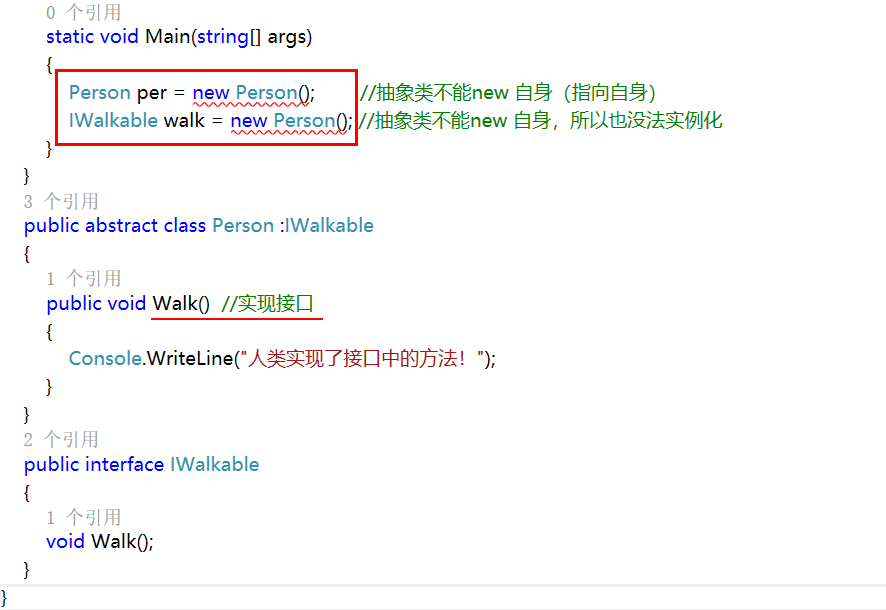 0 个引用
static void Main(string[] args)
{
Person per = new Person(); //抽象类不能new 自身（指向自身）
IWalkable walk = new Person(); //抽象类不能new 自身，所以也没法实例化
}
}
3 个引用
public abstract class Person :IWalkable
{
1 个引用
public void Walk() //实现接口
{
Console.WriteLine("人类实现了接口中的方法！");
}
}
2 个引用
public interface IWalkable
{
1 个引用
void Walk();
}
}